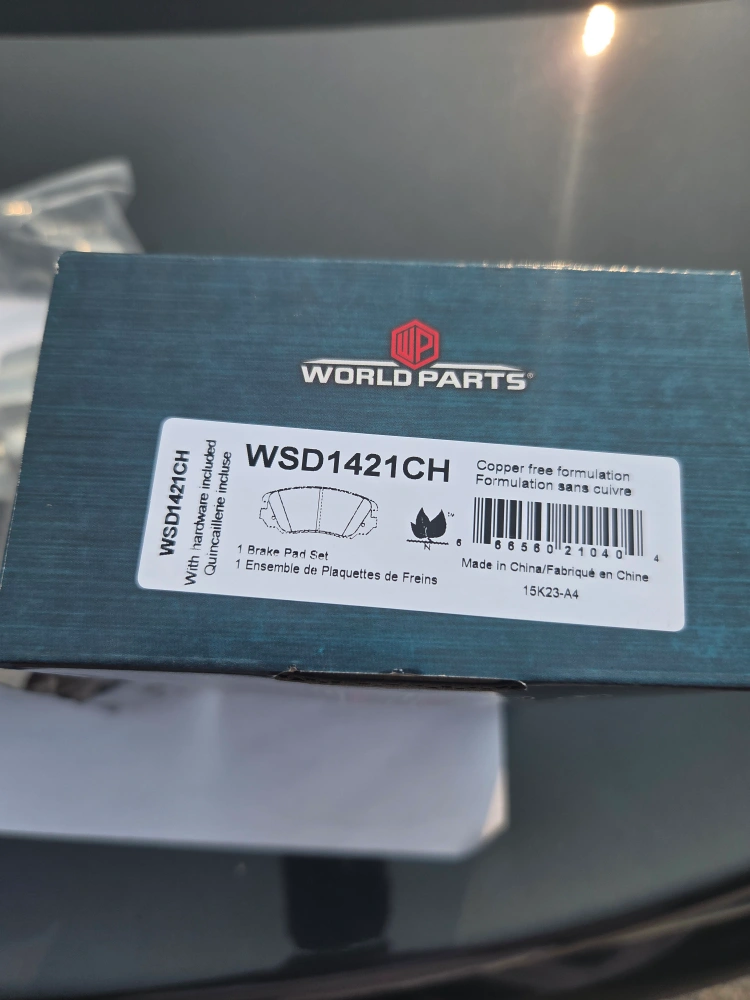 WP
WORLD PARTS®
WSD1421CH
With hardware included
Quincaillerie incluse
WSD1421CH
1 Brake Pad Set
1 Ensemble de Plaquettes de Freins
N
Copper free formulation
Formulation sans cuivre
6 66560 21040 4
Made in China/Fabriqué en Chine
15K23-A4